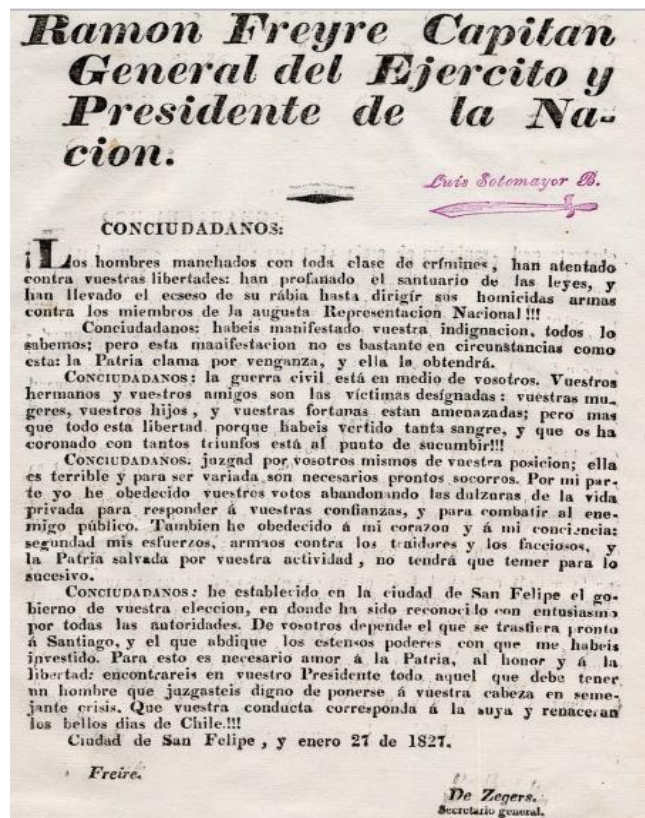 Ramon Freyre Capitan
General del Ejercito y
Presidente de la Na-
cion.
Luis Sotomayor B.
CONCIUDADANOS:
¡Los hombres manchados con toda clase de crímines, han atentado
contra vuestras libertades: han profanado el santuario de las leyes, y
han llevado el ecseso de su rábia hasta dirigír sus homicidas armas
contra los miembros de la augusta Representacion Nacional!!!
Conciudadanos: habeis manifestado vuestra indignacion, todos lo
sabemos; pero esta manifestacion no es bastante en circunstancias como
esta: la Patria clama por venganza, y ella la obtendrá.
CONCIUDADANOS: la guerra civil está en medio de vosotros. Vuestros
hermanos y vuestros amigos son las víctimas desígnadas: vuestras mu-
geres, vuestros hijos, y vuestras fortunas estan amenazadas; pero mas
que todo esta libertad porque habeis vertido tanta sangre, y que os ha
coronado con tantos triunfos está al punto de sucumbir!!!
CONCIUDADANOS: juzgad por vosotros mismos de vuestra posicion; ella
es terrible y para ser variada son necesarios prontos socorros. Por mi par-
te yo he obedecido vuestros votos abandonando las dulzuras de la vida
privada para responder á vuestras confianzas, y para combatir al ene-
migo público. Tambien he obedecido á mi corazon y á mi conciencia:
segundad mis esfuerzos, armaos contra los traidores y los facciosos, y
la Patria salvada por vuestra actividad, no tendrá que temer para lo
sucesivo.
CONCIUDADANOS: he establecido en la ciudad de San Felipe el go-
bierno de vuestra eleccion, en donde ha sido reconocido con entusiasmo
por todas las autoridades. De vosotros depende el que se trasfiera pronto
á Santiago, y el que abdique los estensos poderes con que me habeis
investido. Para esto es necesario amor á la Patria, al honor y á la
libertad: encontrareis en vuestro Presidente todo aquel que debe tener
un hombre que juzgasteis digno de ponerse á vuestra cabeza en seme-
jante crisis. Que vuestra conducta corresponda á la suya y renaceran
los bellos dias de Chile!!!
Ciudad de San Felipe, y enero 27 de 1827.
Freire.
De Zegers.
Secretario general.